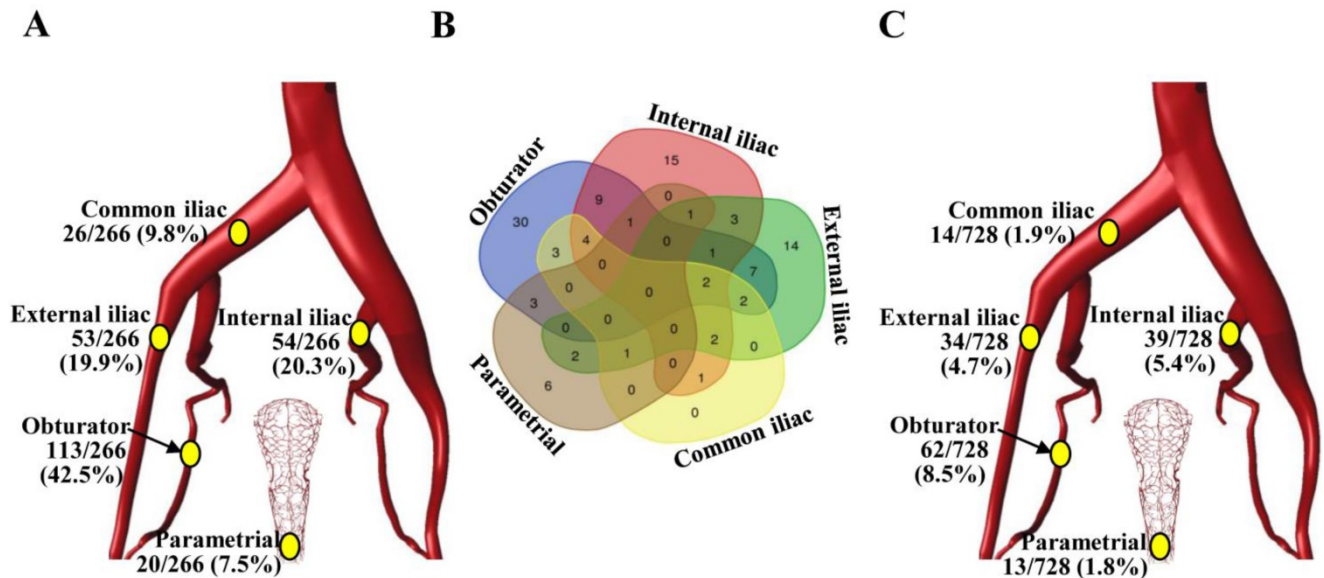 A
Common iliac
26/266 (9.8%)
External iliac
53/266
(19.9%)
Internal iliac
54/266
(20.3%)
Obturator
113/266
(42.5%)
Parametrial
20/266 (7.5%)
B
Internal iliac
Obturator
External iliac
Parametrial
Common iliac
15
0
9
1
1
3
30
0
1
14
3
4
7
0
2
0
0
2
3
0
0
0
2
0
2
1
0
6
0
1
0
C
Common iliac
14/728 (1.9%)
External iliac
34/728
(4.7%)
Internal iliac
39/728
(5.4%)
Obturator
62/728
(8.5%)
Parametrial
13/728 (1.8%)